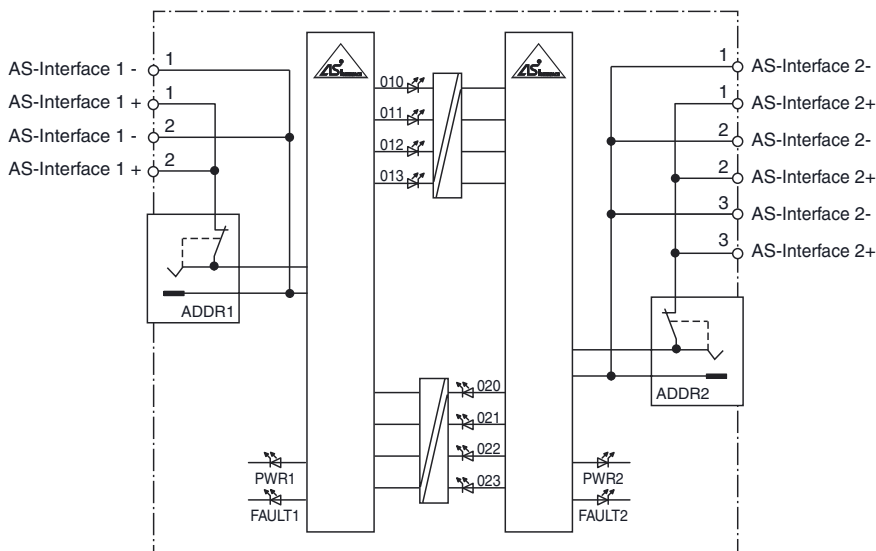 AS-Interface 1 - 1
AS-Interface 1 + 1
AS-Interface 1 - 2
AS-Interface 1 + 2
ADDR1
010
011
012
013
1 AS-Interface 2-
1 AS-Interface 2+
2 AS-Interface 2-
2 AS-Interface 2+
3 AS-Interface 2-
3 AS-Interface 2+
ADDR2
020
021
022
023
PWR1
FAULT1
PWR2
FAULT2